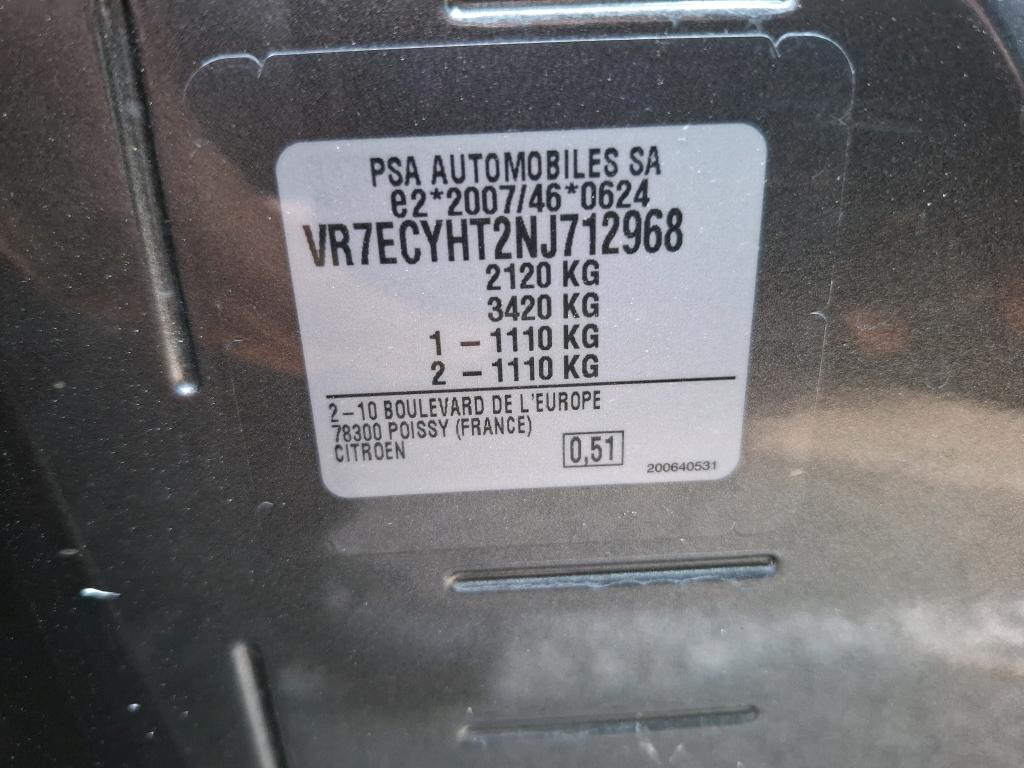 PSA AUTOMOBILES SA
e2*2007/46*0624
VR7ECYHT2NJ712968
2120 KG
3420 KG
1 – 1110 KG
2 – 1110 KG
2–10 BOULEVARD DE L'EUROPE
78300 POISSY (FRANCE)
CITROEN
0,51
200640531